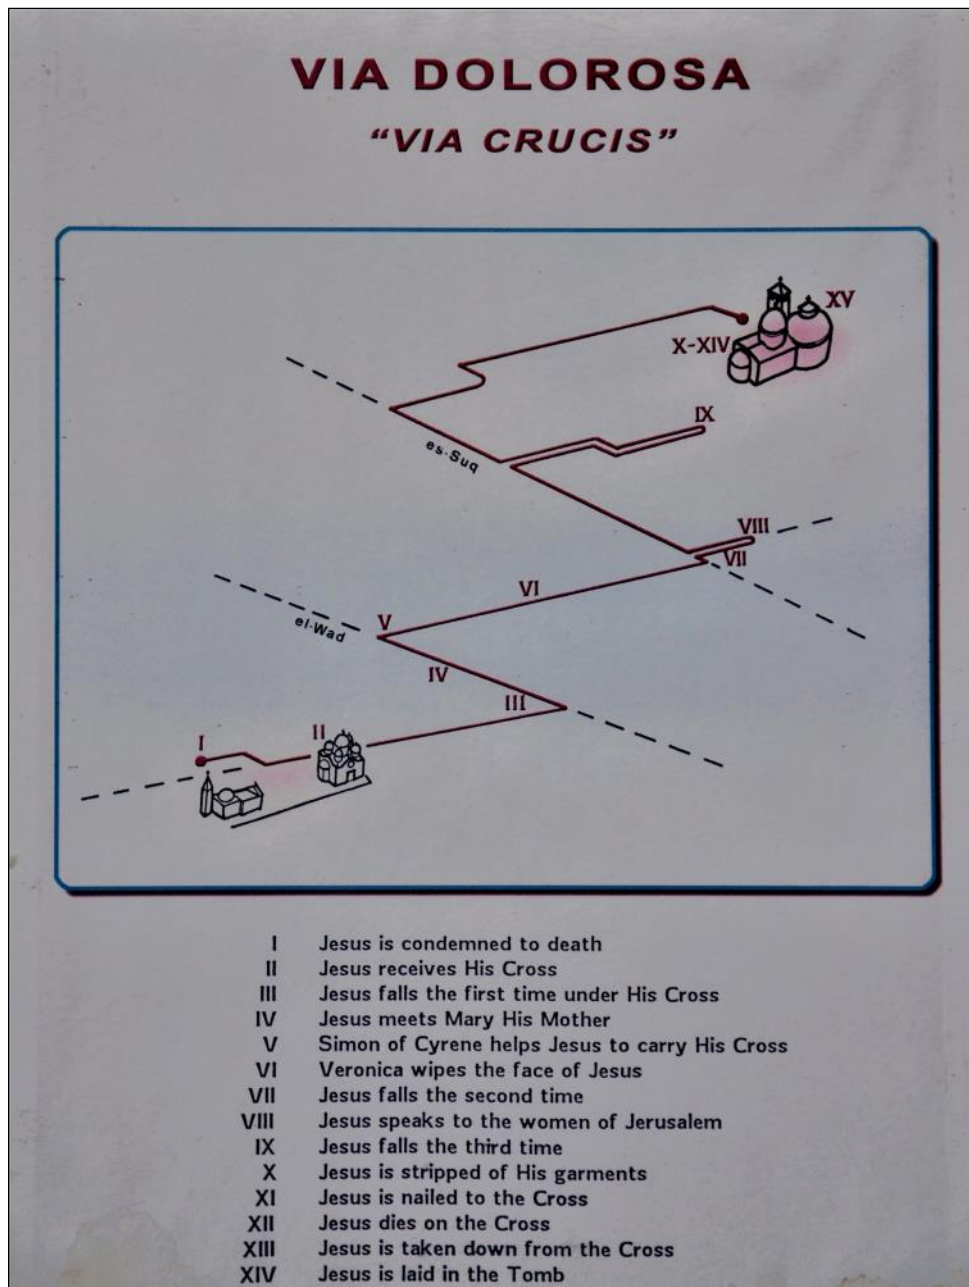 VIA DOLOROSA
“VIA CRUCIS”
XV
X-XIV
IX
es-Suq
VIII
VII
VI
V
el-Wad
IV
III
II
I
I Jesus is condemned to death
II Jesus receives His Cross
III Jesus falls the first time under His Cross
IV Jesus meets Mary His Mother
V Simon of Cyrene helps Jesus to carry His Cross
VI Veronica wipes the face of Jesus
VII Jesus falls the second time
VIII Jesus speaks to the women of Jerusalem
IX Jesus falls the third time
X Jesus is stripped of His garments
XI Jesus is nailed to the Cross
XII Jesus dies on the Cross
XIII Jesus is taken down from the Cross
XIV Jesus is laid in the Tomb